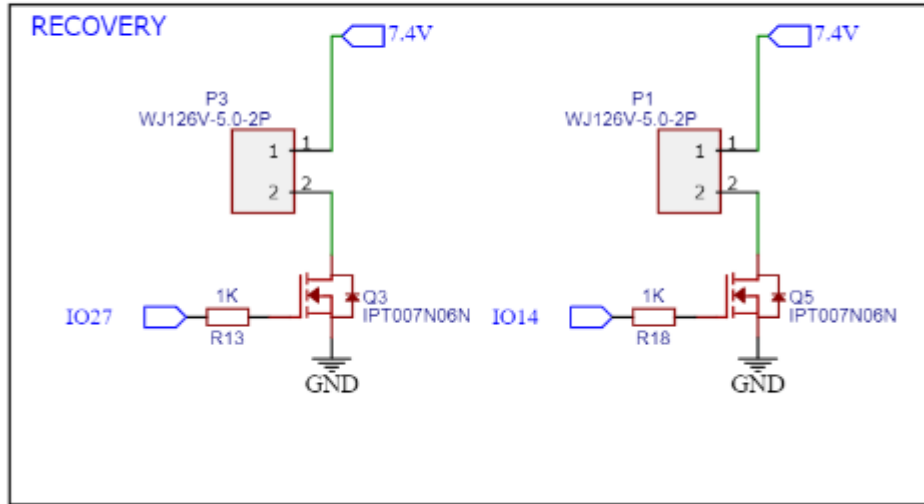 RECOVERY
7.4V
7.4V
P3
WJ126V-5.0-2P
P1
WJ126V-5.0-2P
1 1
2 2
1 1
2 2
1K
Q3
IO27
IPT007N06N
R13
GND
1K
Q5
IO14
IPT007N06N
R18
GND